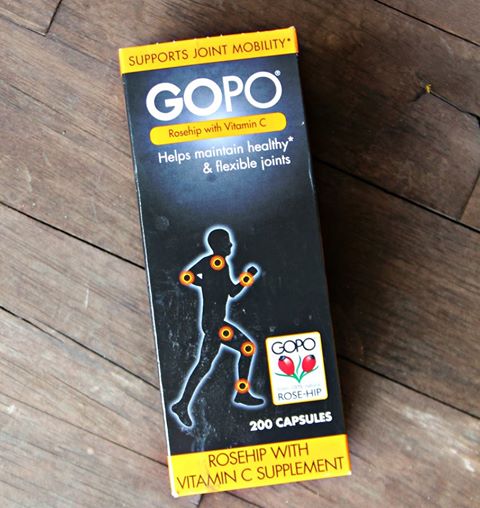 SUPPORTS JOINT MOBILITY*
GOPO®
Rosehip with Vitamin C
Helps maintain healthy*
& flexible joints
GOPO
ROSE-HIP
200 CAPSULES
ROSEHIP WITH
VITAMIN C SUPPLEMENT